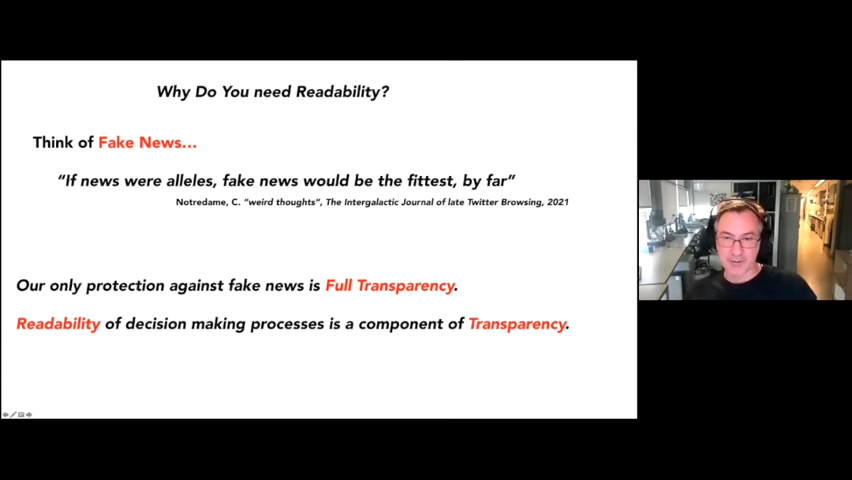 Why Do You need Readability?
Think of Fake News…
“If news were alleles, fake news would be the fittest, by far”
Notredame, C. “weird thoughts”, The Intergalactic Journal of late Twitter Browsing, 2021
Our only protection against fake news is Full Transparency.
Readability of decision making processes is a component of Transparency.